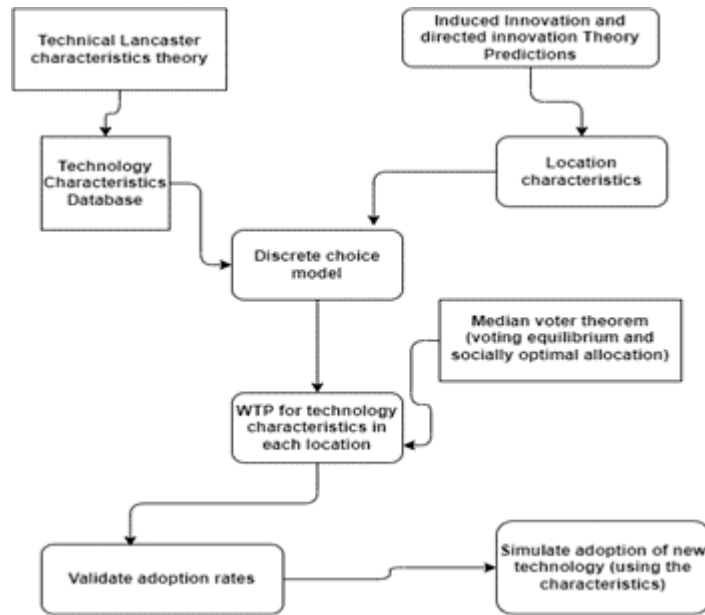 Technical Lancaster
characteristics theory
Induced Innovation and
directed innovation Theory
Predictions
Technology
Characteristics
Database
Location
characteristics
Discrete choice
model
Median voter theorem
(voting equilibrium and
socially optimal allocation)
WTP for technology
characteristics in
each location
Validate adoption rates
Simulate adoption of new
technology (using the
characteristics)